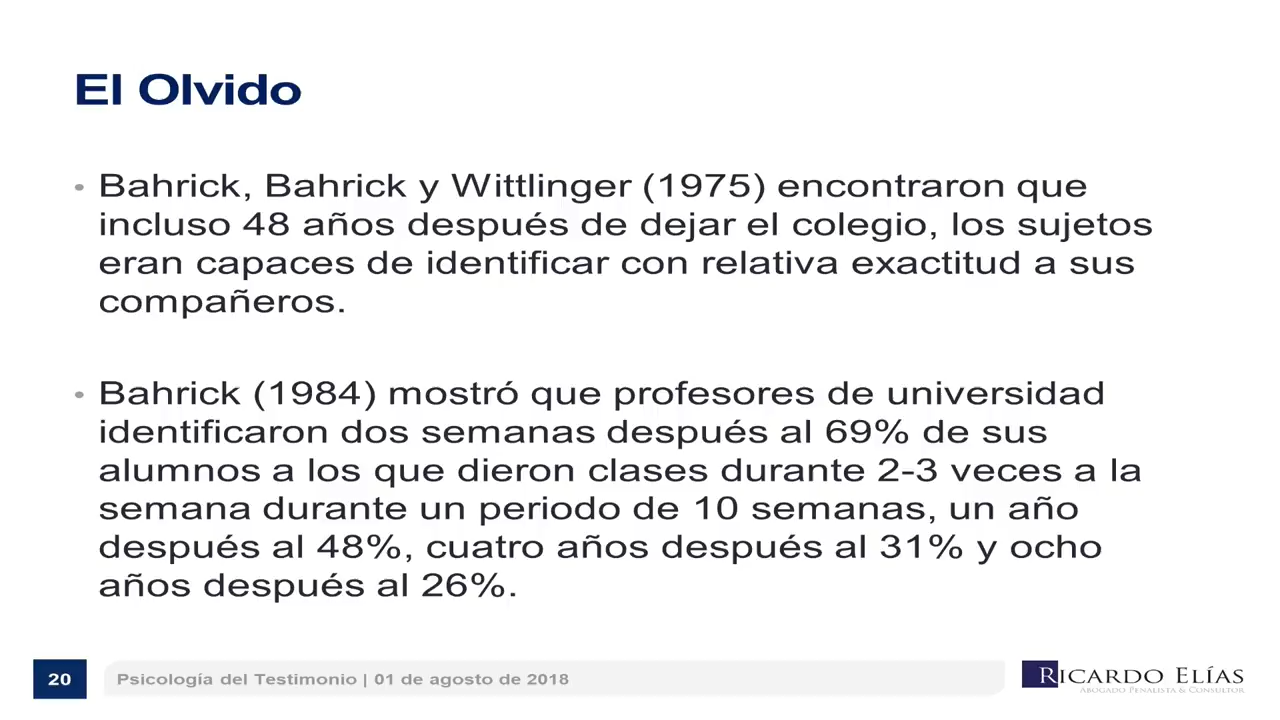 El Olvido
• Bahrick, Bahrick y Wittlinger (1975) encontraron que
incluso 48 años después de dejar el colegio, los sujetos
eran capaces de identificar con relativa exactitud a sus
compañeros.
• Bahrick (1984) mostró que profesores de universidad
identificaron dos semanas después al 69% de sus
alumnos a los que dieron clases durante 2-3 veces a la
semana durante un periodo de 10 semanas, un año
después al 48%, cuatro años después al 31% y ocho
años después al 26%.
20
Psicología del Testimonio | 01 de agosto de 2018
RICARDO ELÍAS
ABOGADO PENALISTA & CONSULTOR